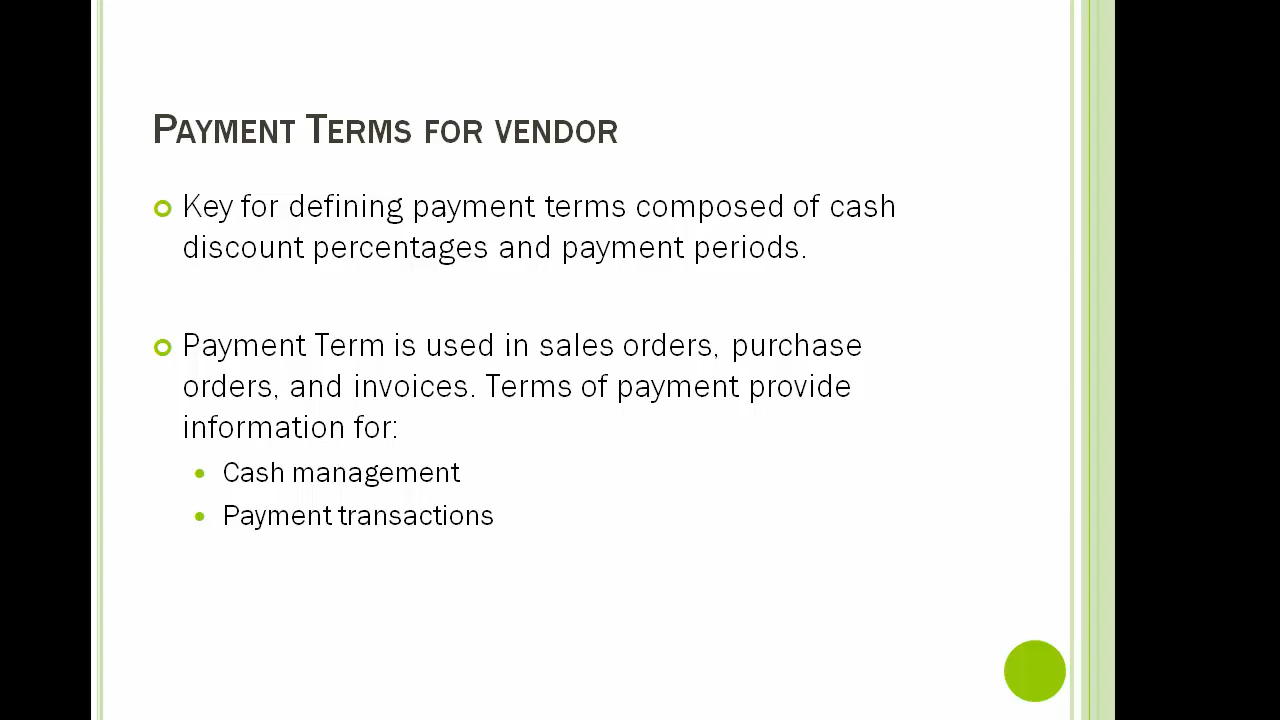 PAYMENT TERMS FOR VENDOR
Key for defining payment terms composed of cash
discount percentages and payment periods.
Payment Term is used in sales orders, purchase
orders, and invoices. Terms of payment provide
information for:
Cash management
Payment transactions